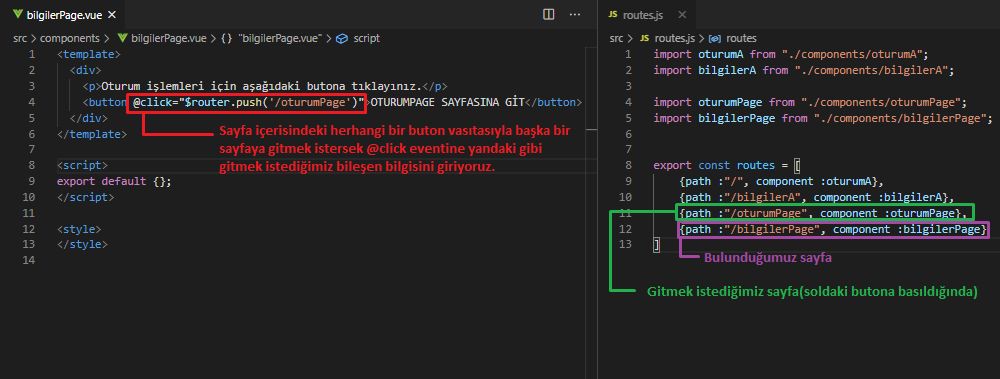 bilgilerPage.vue ×
src > components > bilgilerPage.vue > {} "bilgilerPage.vue" > script
1 <template>
2 <div>
3 <p>Oturum işlemleri için aşağıdaki butona tıklayınız.</p>
4 <button @click="$router.push('/oturumPage')">OTURUMPAGE SAYFASINA GİT</button>
5 </div>
6 </template>
7
8 <script>
9 export default {};
10 </script>
11
12 <style>
13 </style>
14
Sayfa içerisindeki herhangi bir buton vasıtasıyla başka bir
sayfaya gitmek istersek @click eventine yandaki gibi
gitmek istediğimiz bileşen bilgisini giriyoruz.
JS routes.js
src > JS routes.js > routes
1 import oturumA from "./components/oturumA";
2 import bilgilerA from "./components/bilgilerA";
3
4 import oturumPage from "./components/oturumPage";
5 import bilgilerPage from "./components/bilgilerPage";
6
7
8 export const routes = [
9 {path :"/", component :oturumA},
10 {path :"/bilgilerA", component :bilgilerA},
11 {path :"/oturumPage", component :oturumPage},
12 {path :"/bilgilerPage", component :bilgilerPage}
13 ]
Bulunduğumuz sayfa
Gitmek istediğimiz sayfa(soldaki butona basıldığında)